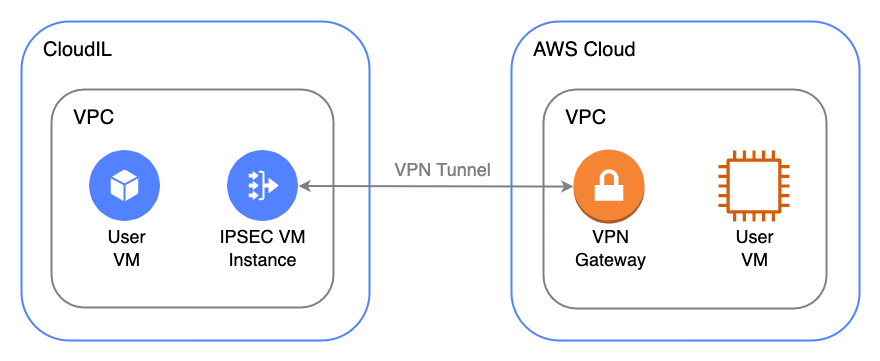 CloudIL
AWS Cloud
VPC
VPC
VPN Tunnel
User
VM
IPSEC VM
Instance
VPN
Gateway
User
VM